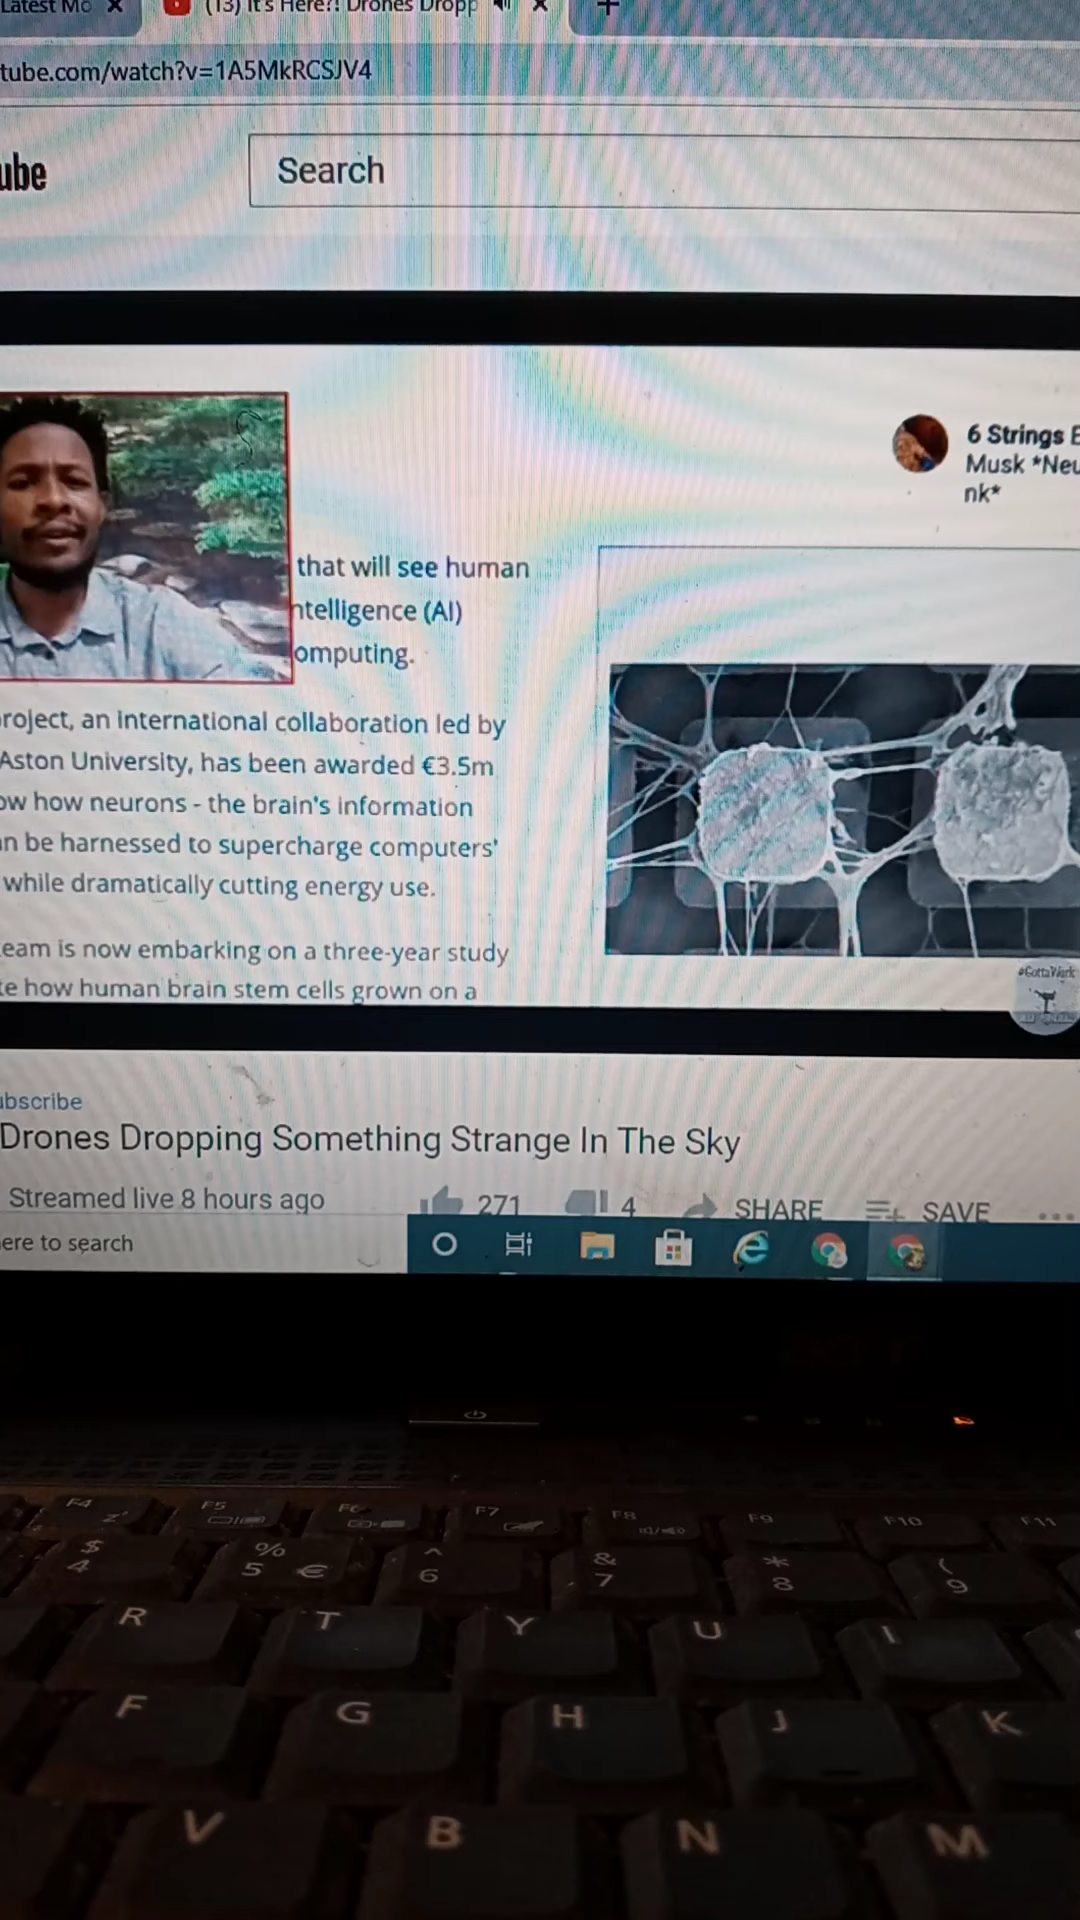 Latest Mo
(13) It's Here?! Drones Dropp
tube.com/watch?v=1A5MkRCSJV4
ube
Search
6 Strings E
Musk *Neu
nk*
that will see human
ntelligence (AI)
omputing.
roject, an international collaboration led by
Aston University, has been awarded €3.5m
ow how neurons - the brain's information
n be harnessed to supercharge computers'
while dramatically cutting energy use.
eam is now embarking on a three-year study
te how human brain stem cells grown on a
#GottaWork
ubscribe
Drones Dropping Something Strange In The Sky
Streamed live 8 hours ago
271
4
SHARE
SAVE
ere to search
F4
F5
F6
F7
F8
F9
F10
F11
$ 4
% 5 €
^ 6
& 7
* 8
( 9
R
T
Y
U
I
F
G
H
J
K
V
B
N
M